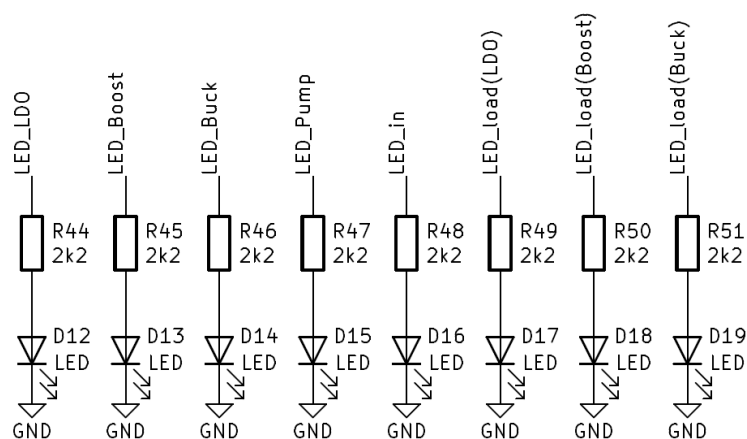 LED_LDO
LED_Boost
LED_Buck
LED_Pump
LED_in
LED_load(LDO)
LED_load(Boost)
LED_load(Buck)
R44
2k2
R45
2k2
R46
2k2
R47
2k2
R48
2k2
R49
2k2
R50
2k2
R51
2k2
D12
LED
D13
LED
D14
LED
D15
LED
D16
LED
D17
LED
D18
LED
D19
LED
GND
GND
GND
GND
GND
GND
GND
GND